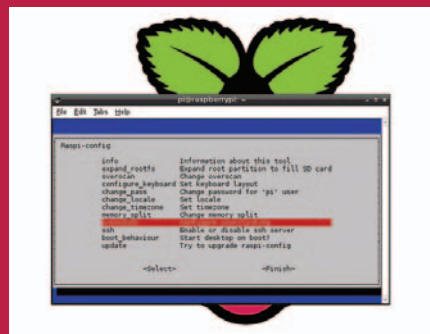 pi@raspberrypi: ~
File Edit Tabs Help
Raspi-config
info Information about this tool
expand_rootfs Expand root partition to fill SD card
overscan Change overscan
configure_keyboard Set keyboard layout
change_pass Change password for 'pi' user
change_locale Set locale
change_timezone Set timezone
memory_split Change memory split
ssh Enable or disable ssh server
boot_behaviour Start desktop on boot?
update Try to upgrade raspi-config
<Select> <Finish>